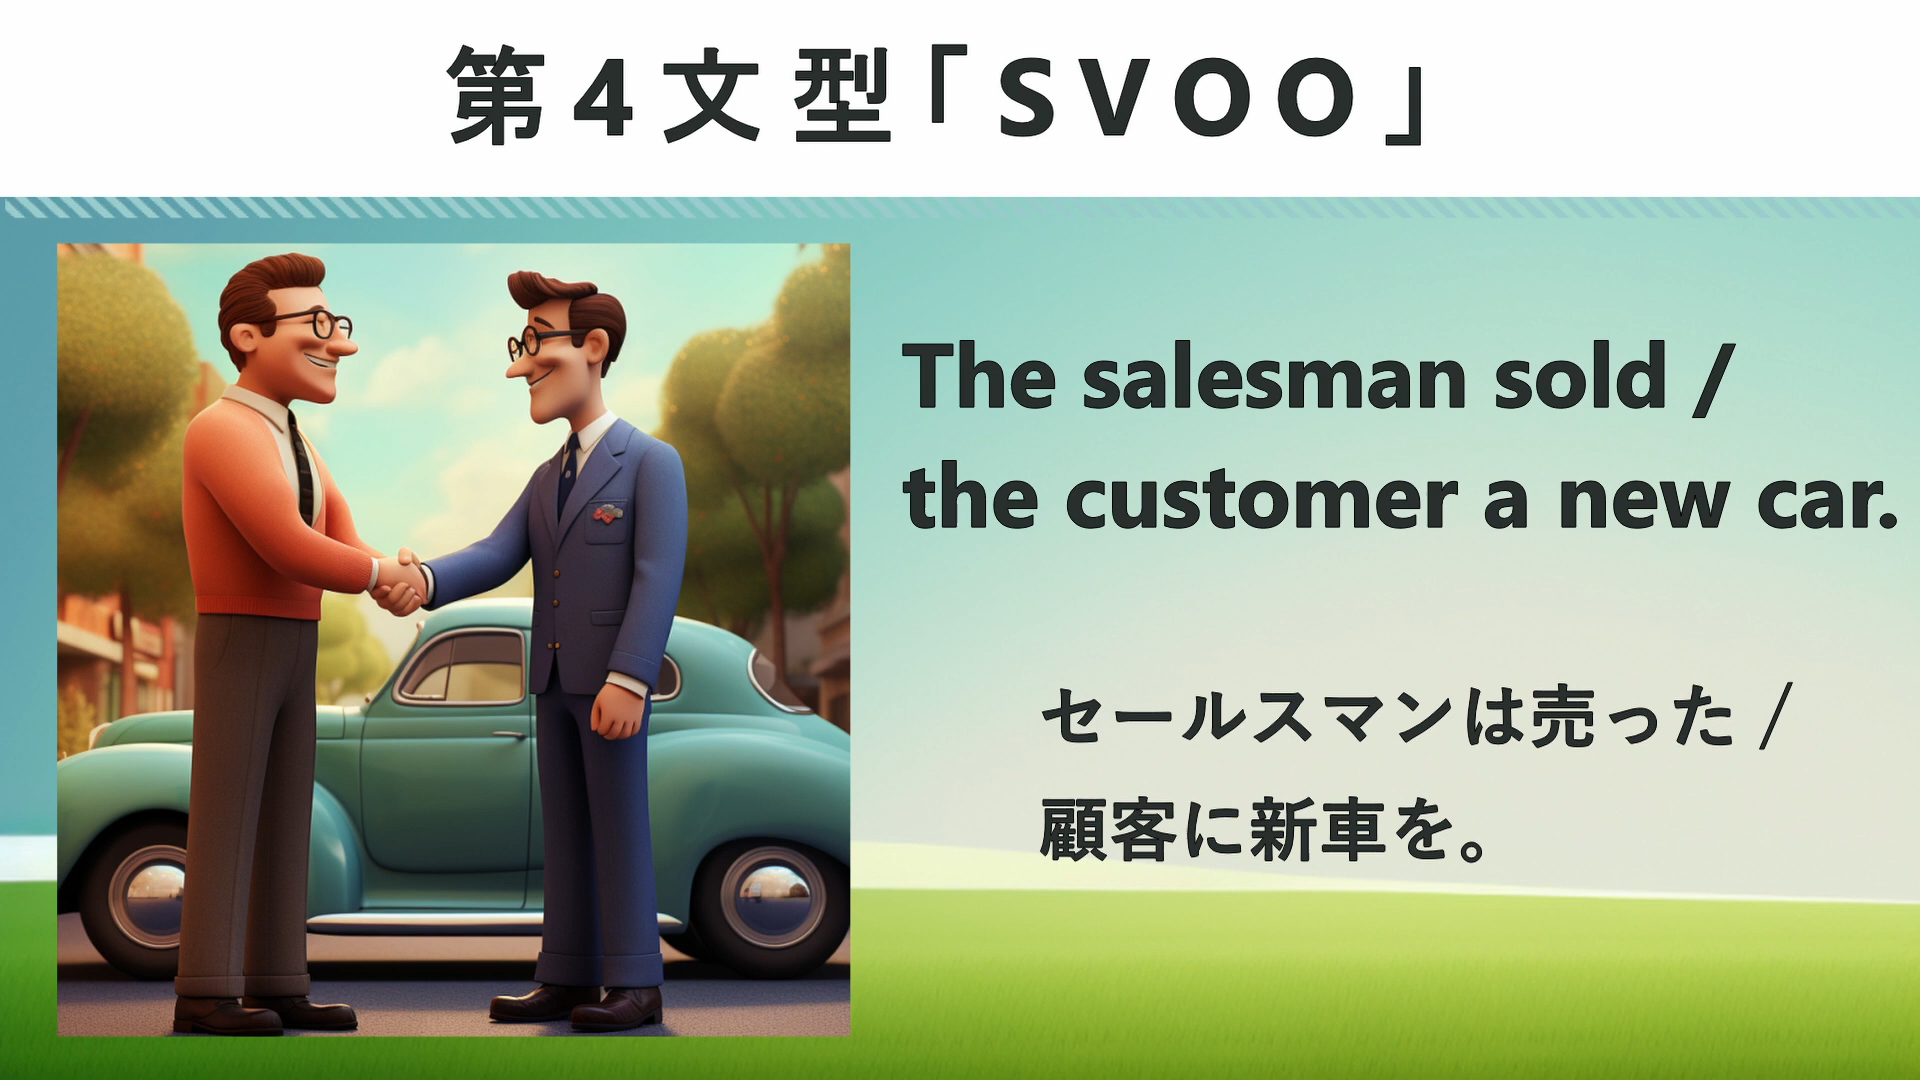 第4文型「SVOO」
The salesman sold /
the customer a new car.
セールスマンは売った /
顧客に新車を。